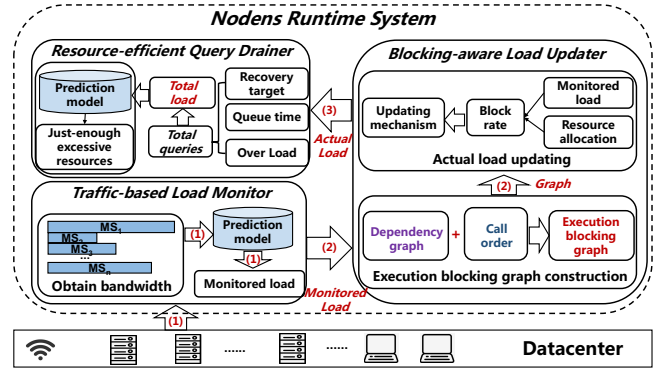 Nodens Runtime System
Resource-efficient Query Drainer
Prediction
model
Just-enough
excessive
resources
Total
load
Total
queries
Recovery
target
Queue time
Over Load
(3)
Actual
Load
Blocking-aware Load Updater
Updating
mechanism
Block
rate
Monitored
load
Resource
allocation
Actual load updating
(2)
Graph
Dependency
graph
+
Call
order
Execution
blocking
graph
Execution blocking graph construction
Traffic-based Load Monitor
MS1
MS2
MS3
...
MSn
Obtain bandwidth
(1)
Prediction
model
(1)
Monitored load
(2)
Monitored
Load
(1)
......
......
Datacenter